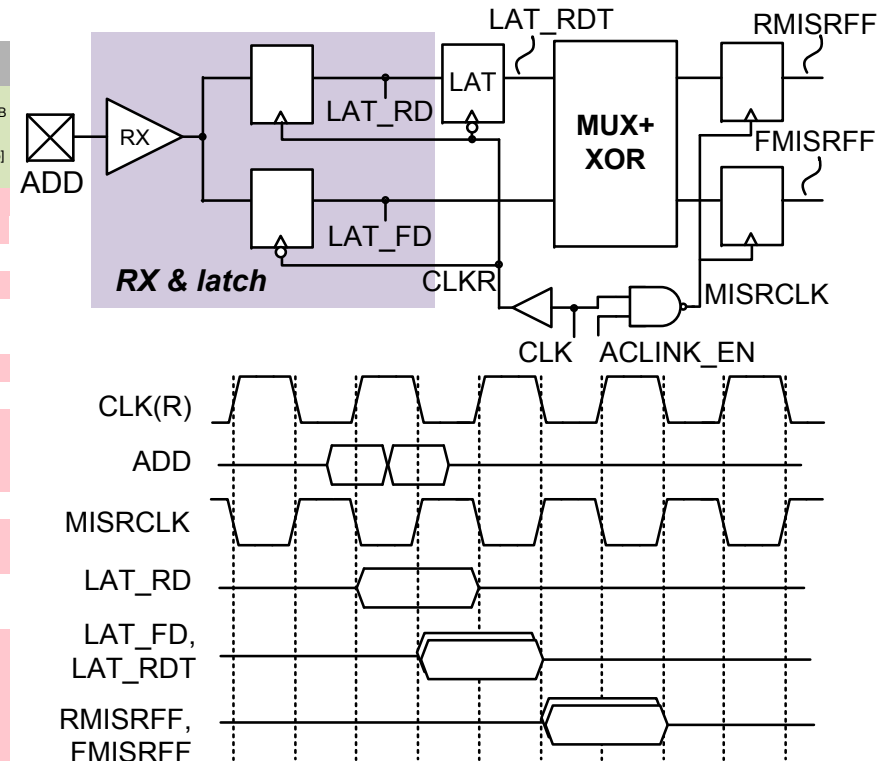 LAT_RDT
RMISRFF
B
]
ADD
RX
LAT_RD
LAT
MUX+
XOR
FMISRFF
LAT_FD
RX & latch
CLKR
MISRCLK
CLK
ACLINK_EN
CLK(R)
ADD
MISRCLK
LAT_RD
LAT_FD,
LAT_RDT
RMISRFF,
FMISRFF